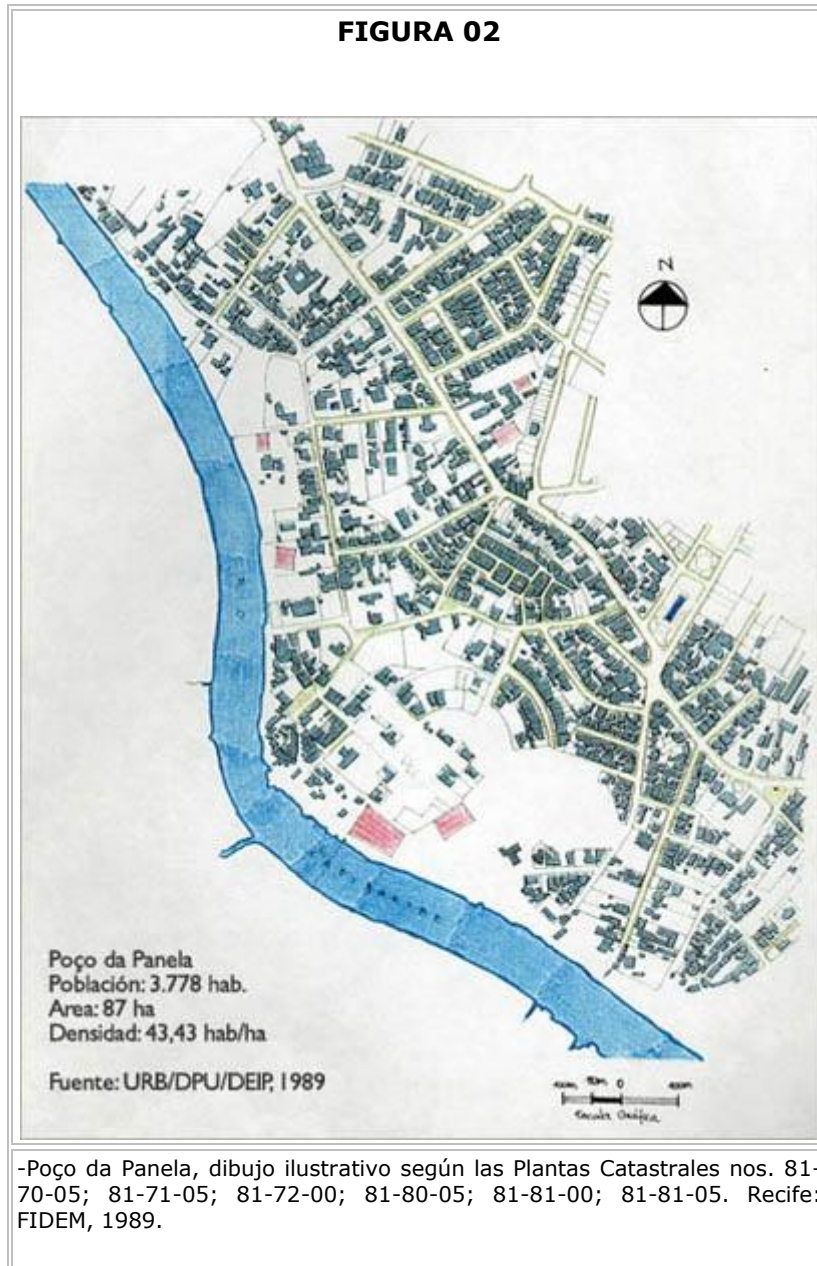 FIGURA 02
N
Poço da Panela
Población: 3.778 hab.
Area: 87 ha
Densidad: 43,43 hab/ha
Fuente: URB/DPU/DEIP, 1989
0
Escala Gráfica
-Poço da Panela, dibujo ilustrativo según las Plantas Catastrales nos. 81-
70-05; 81-71-05; 81-72-00; 81-80-05; 81-81-00; 81-81-05. Recife:
FIDEM, 1989.